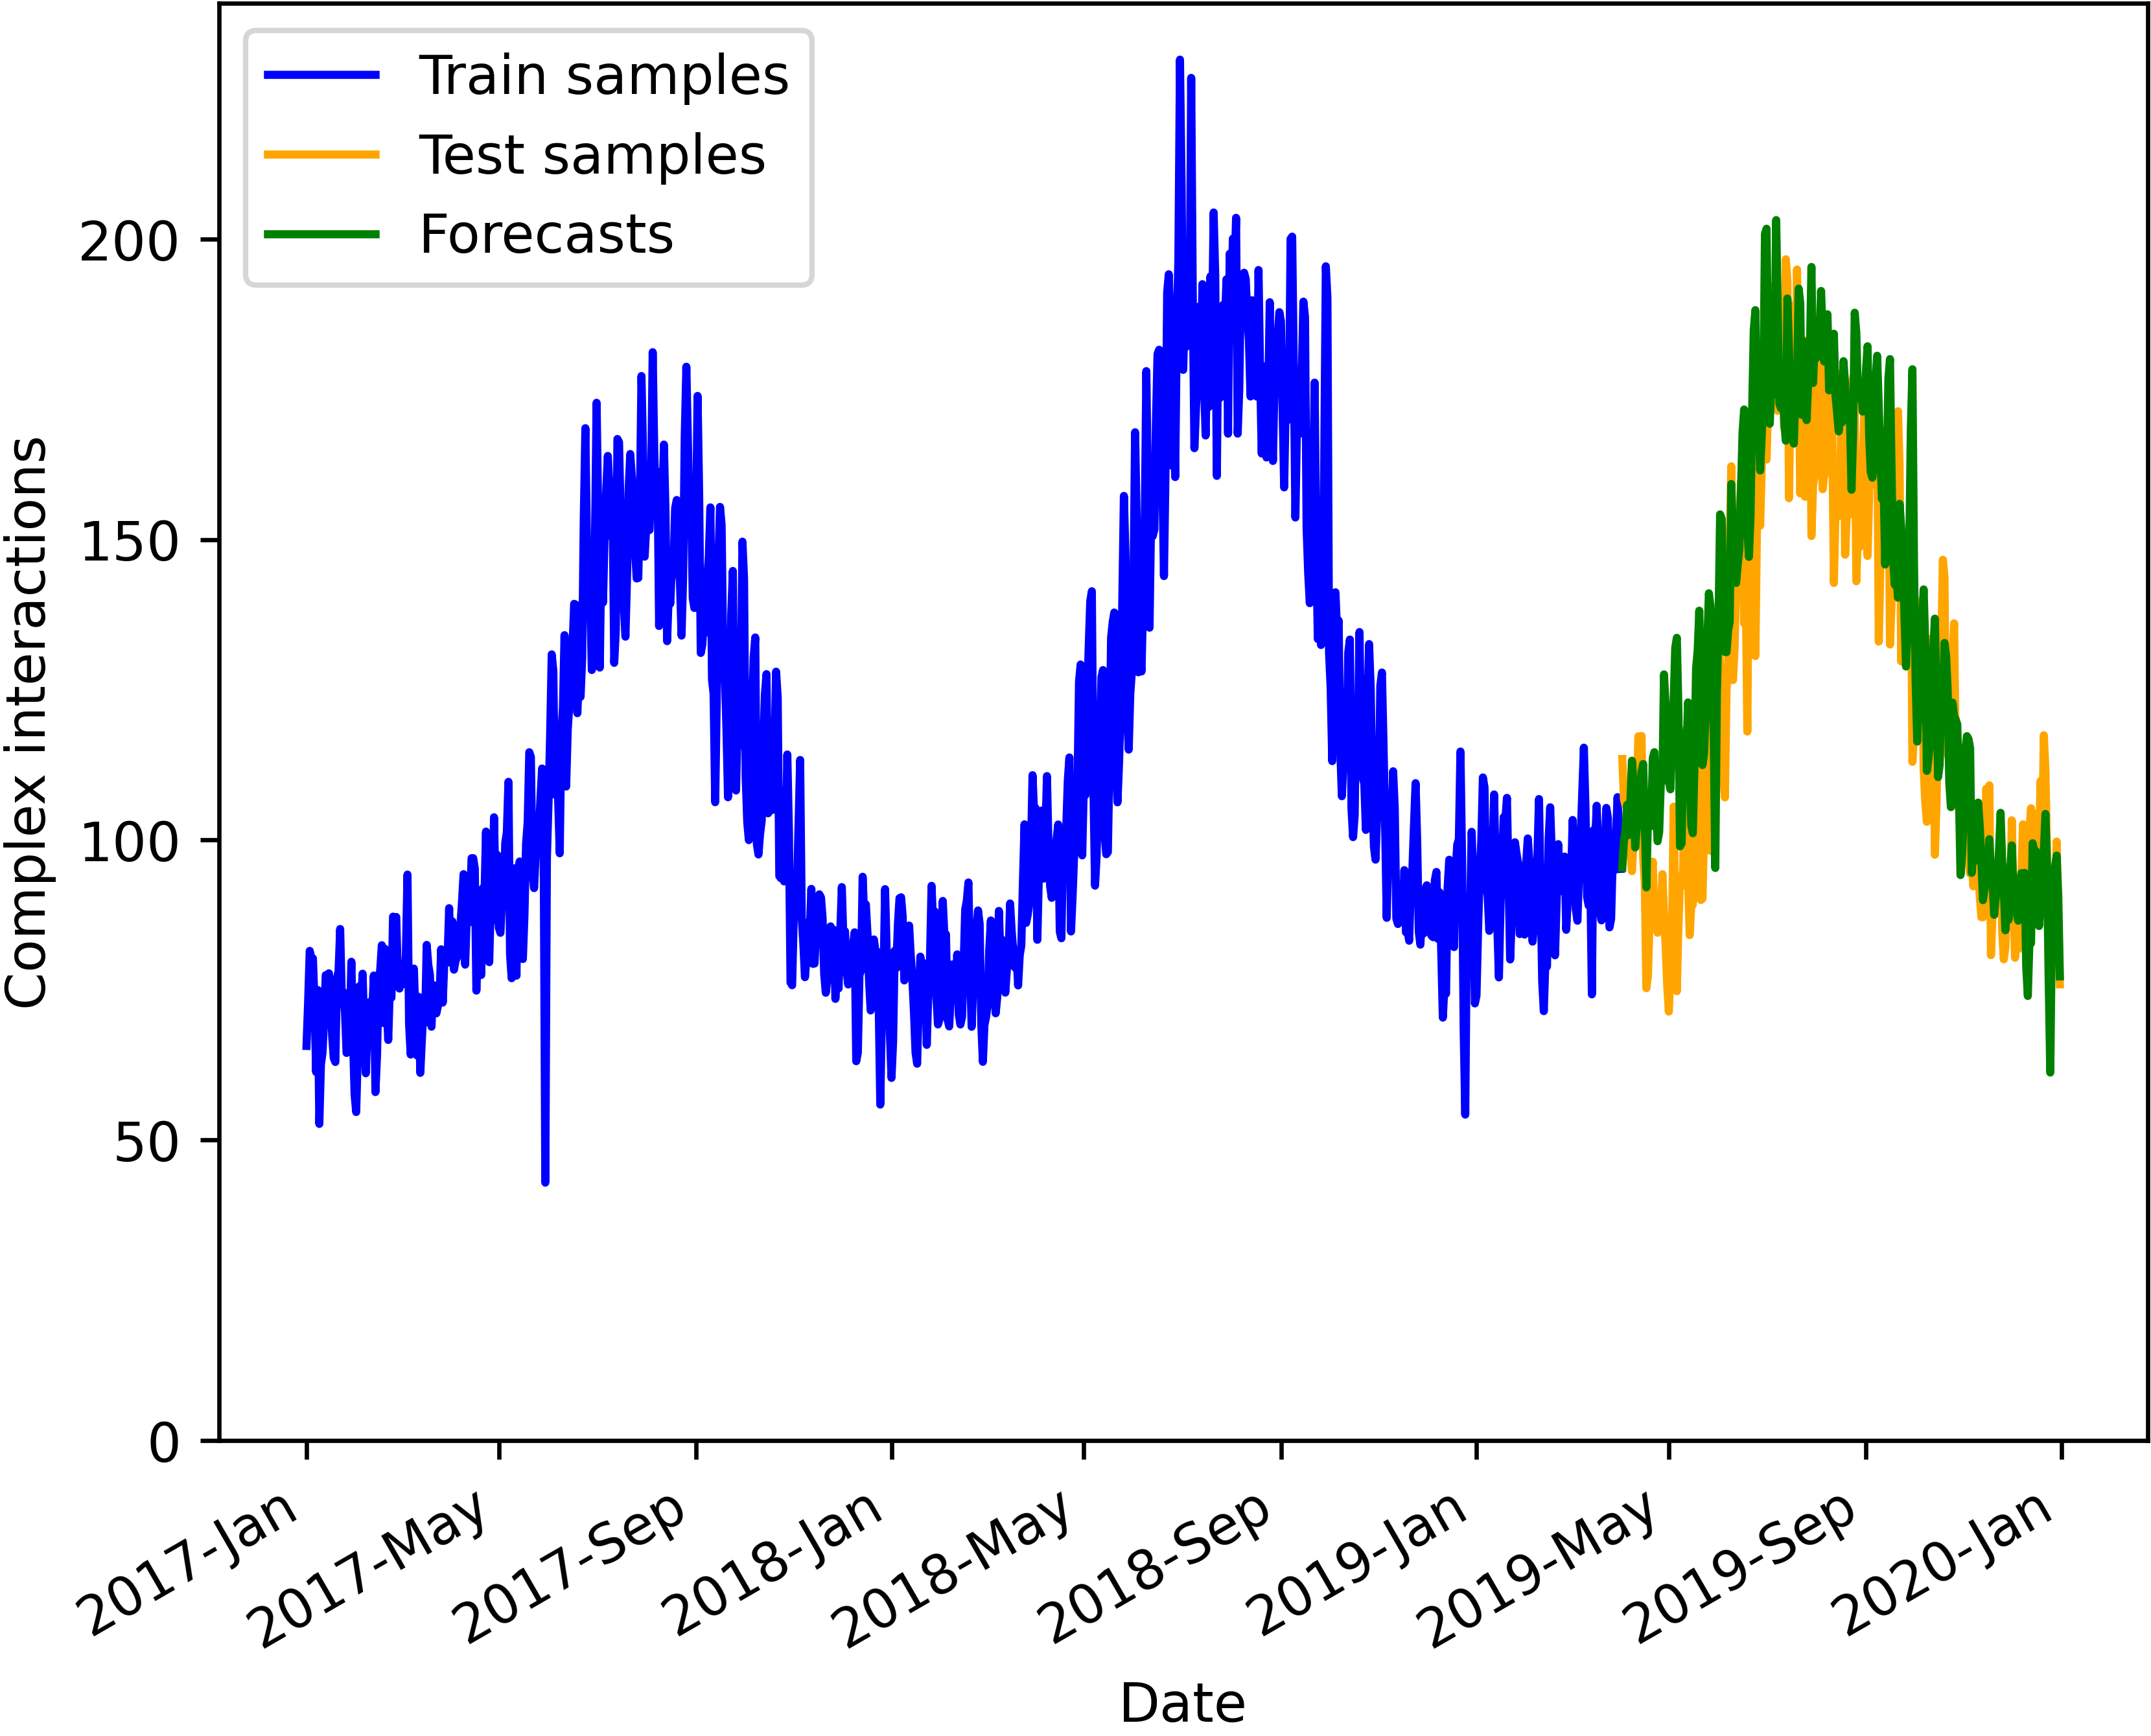 Train samples
Test samples
Forecasts
Complex interactions
200
150
100
50
0
2017-Jan
2017-May
2017-Sep
2018-Jan
2018-May
2018-Sep
2019-Jan
2019-May
2019-Sep
2020-Jan
Date